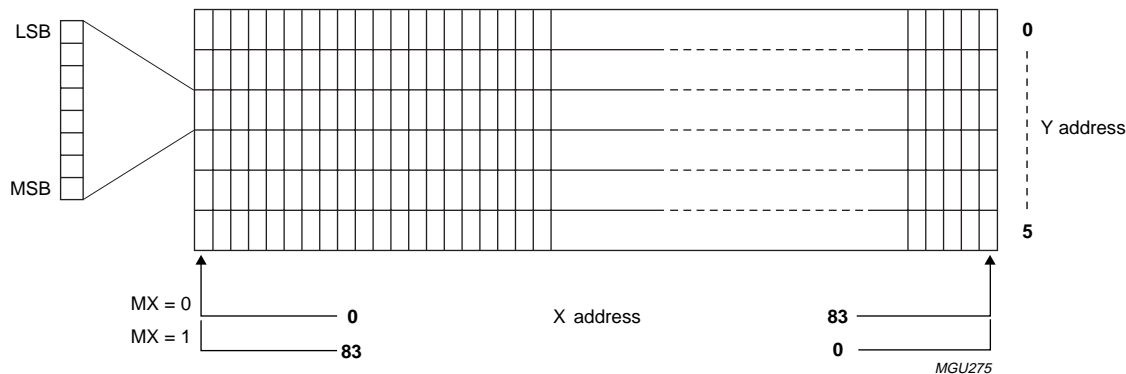 LSB
MSB
0
Y address
5
MX = 0
0
X address
83
MX = 1
83
0
MGU275